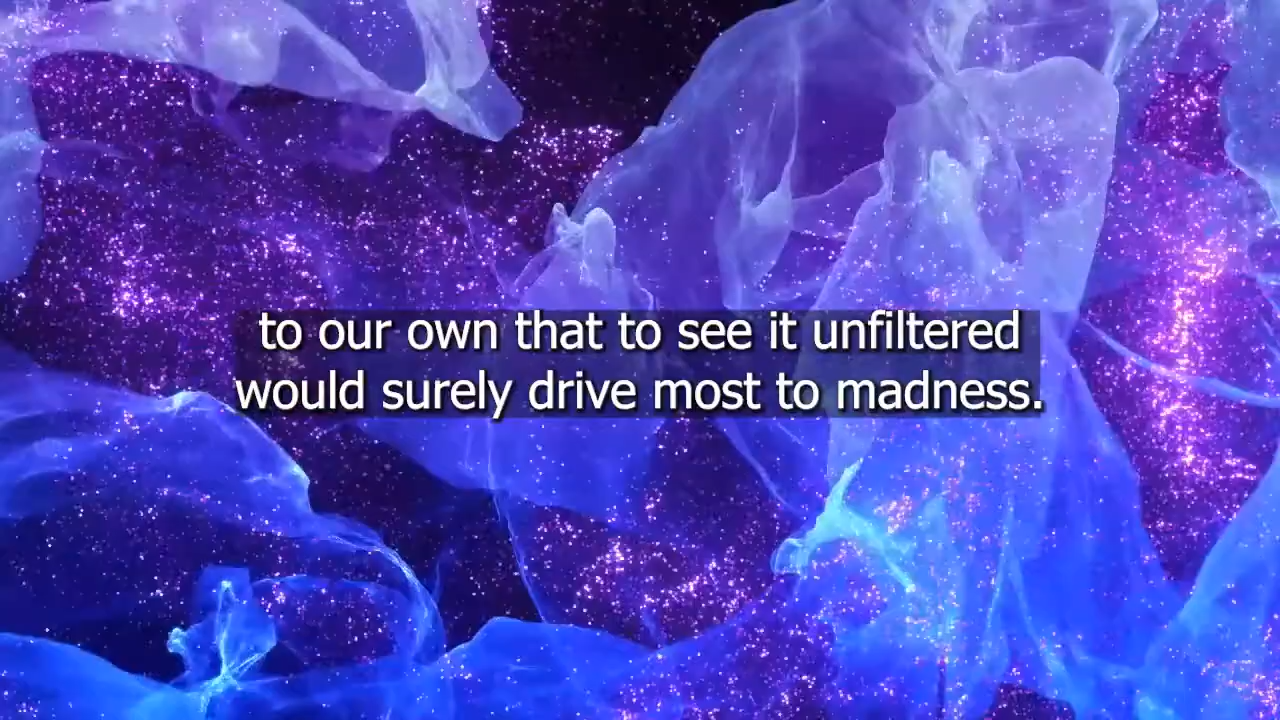 to our own that to see it unfiltered
would surely drive most to madness.